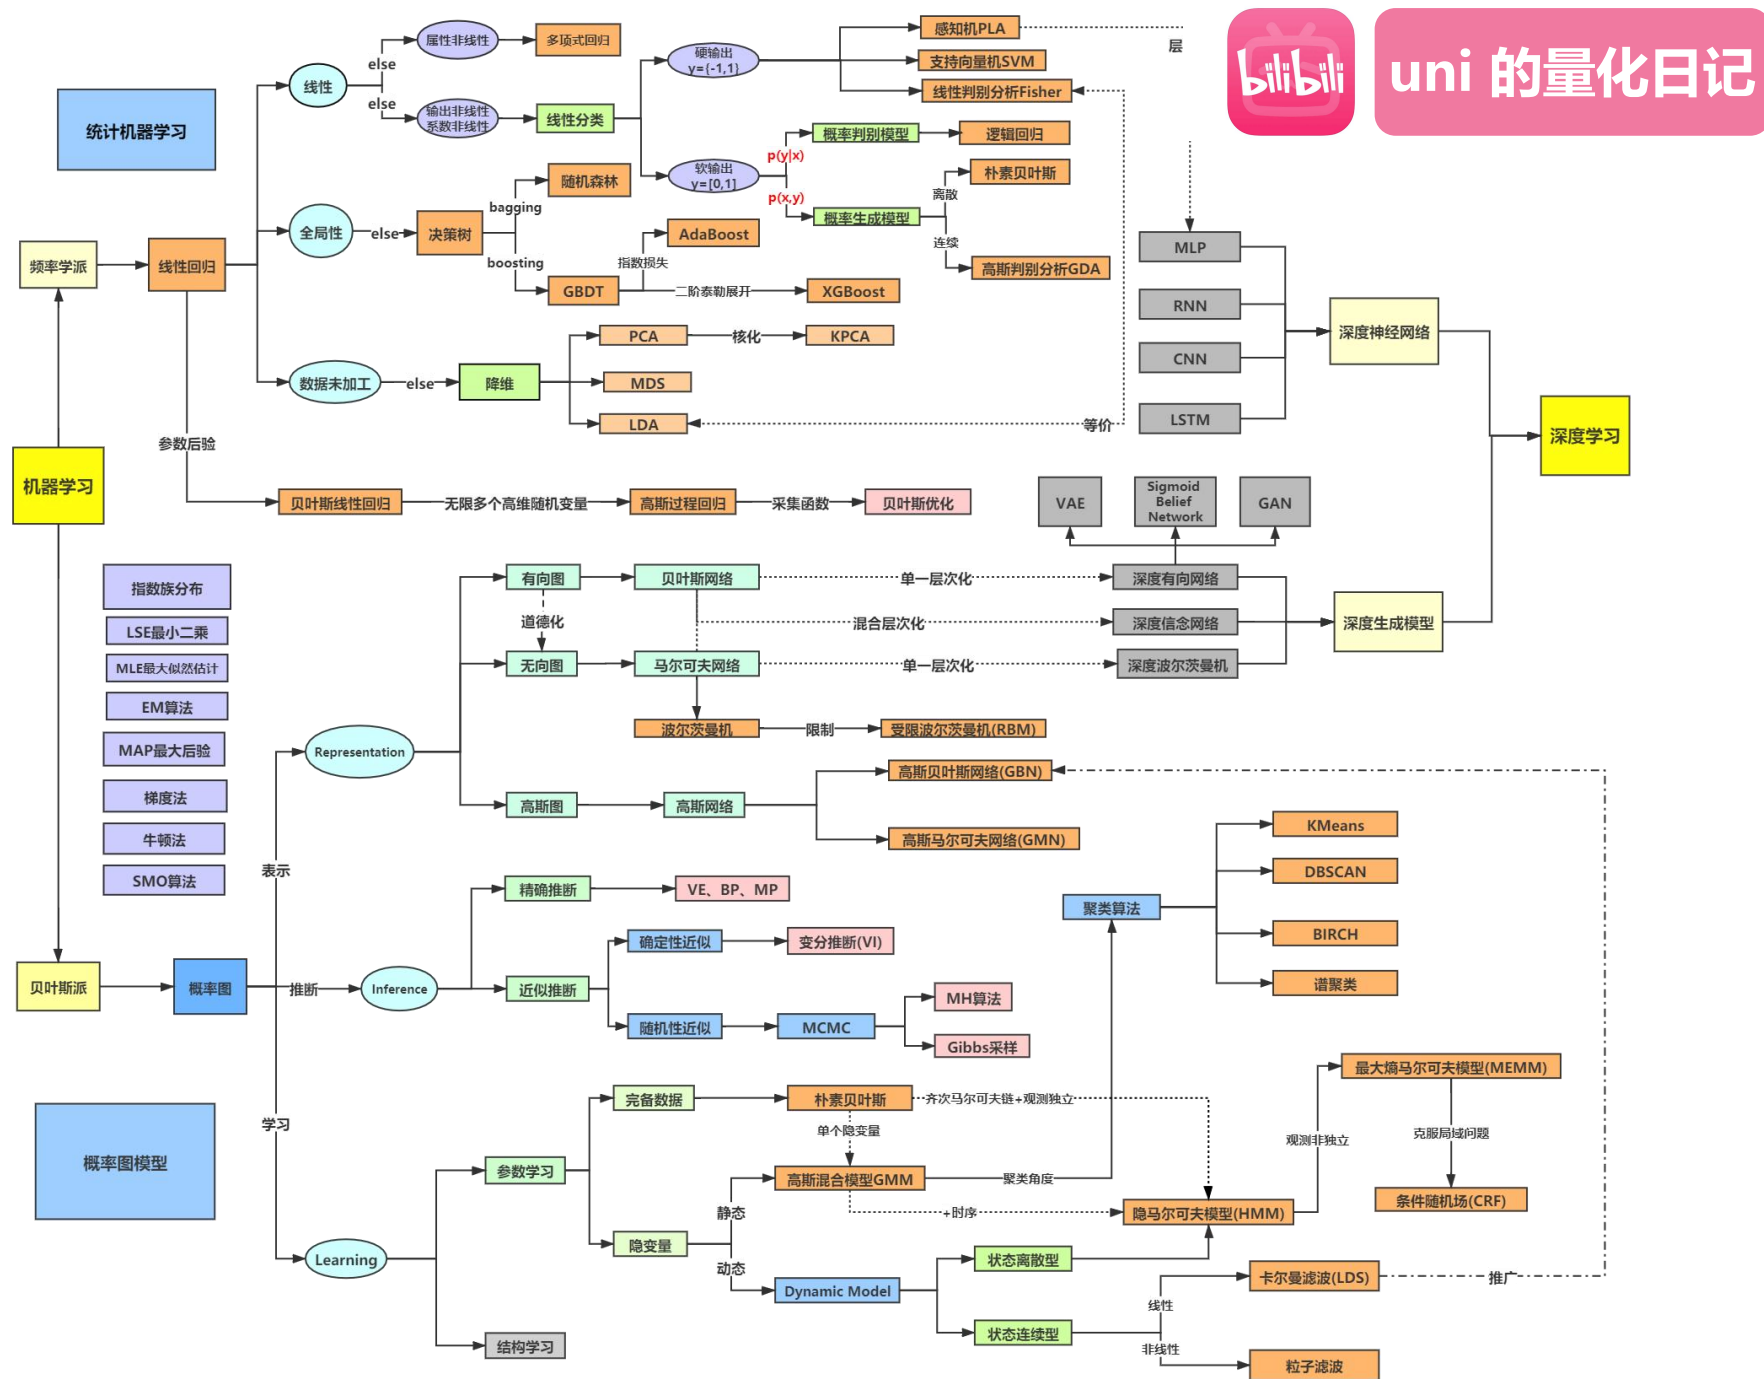 bilibili
uni 的量化日记
统计机器学习
频率学派
线性回归
线性
else
属性非线性
多项式回归
else
输出非线性
系数非线性
线性分类
硬输出
y={-1,1}
感知机PLA
层
支持向量机SVM
线性判别分析Fisher
软输出
y=[0,1]
p(y|x)
概率判别模型
逻辑回归
p(x,y)
概率生成模型
离散
朴素贝叶斯
连续
高斯判别分析GDA
全局性
else
决策树
bagging
随机森林
boosting
GBDT
指数损失
AdaBoost
二阶泰勒展开
XGBoost
数据未加工
else
降维
PCA
核化
KPCA
MDS
LDA
等价
MLP
RNN
CNN
LSTM
深度神经网络
深度学习
机器学习
参数后验
贝叶斯线性回归
无限多个高维随机变量
高斯过程回归
采集函数
贝叶斯优化
VAE
Sigmoid
Belief
Network
GAN
指数族分布
LSE最小二乘
MLE最大似然估计
EM算法
MAP最大后验
梯度法
牛顿法
SMO算法
有向图
贝叶斯网络
单一层次化
深度有向网络
道德化
混合层次化
深度信念网络
深度生成模型
无向图
马尔可夫网络
单一层次化
深度波尔茨曼机
波尔茨曼机
限制
受限波尔茨曼机(RBM)
Representation
高斯图
高斯网络
高斯贝叶斯网络(GBN)
高斯马尔可夫网络(GMN)
表示
贝叶斯派
概率图
推断
Inference
精确推断
VE、BP、MP
近似推断
确定性近似
变分推断(VI)
随机性近似
MCMC
MH算法
Gibbs采样
聚类算法
KMeans
DBSCAN
BIRCH
谱聚类
概率图模型
学习
Learning
参数学习
完备数据
朴素贝叶斯
齐次马尔可夫链+观测独立
单个隐变量
隐变量
静态
高斯混合模型GMM
聚类角度
+时序
隐马尔可夫模型(HMM)
观测非独立
最大熵马尔可夫模型(MEMM)
克服局域问题
条件随机场(CRF)
动态
Dynamic Model
状态离散型
状态连续型
线性
卡尔曼滤波(LDS)
推广
非线性
粒子滤波
结构学习